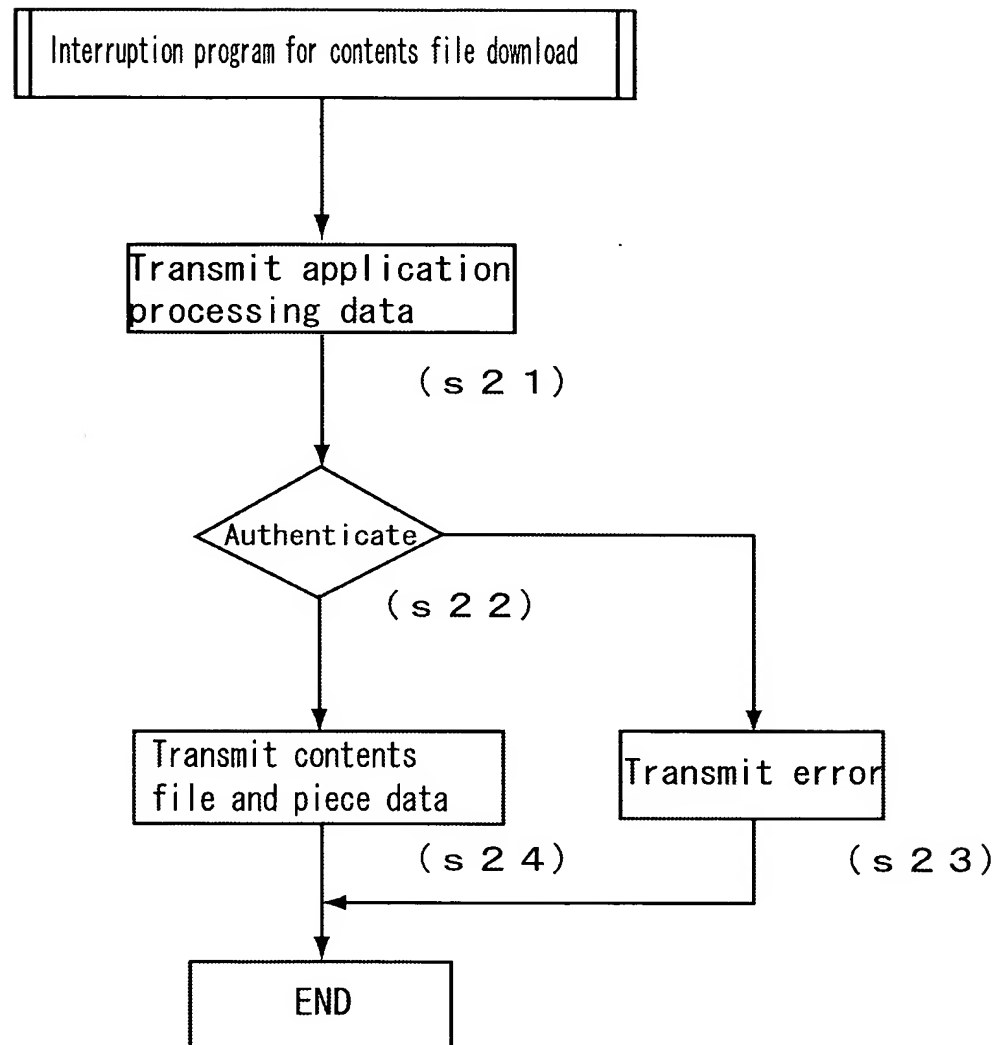 Interruption program for contents file download
Transmit application
processing data
(s21)
Authenticate
(s22)
Transmit contents
file and piece data
(s24)
Transmit error
(s23)
END